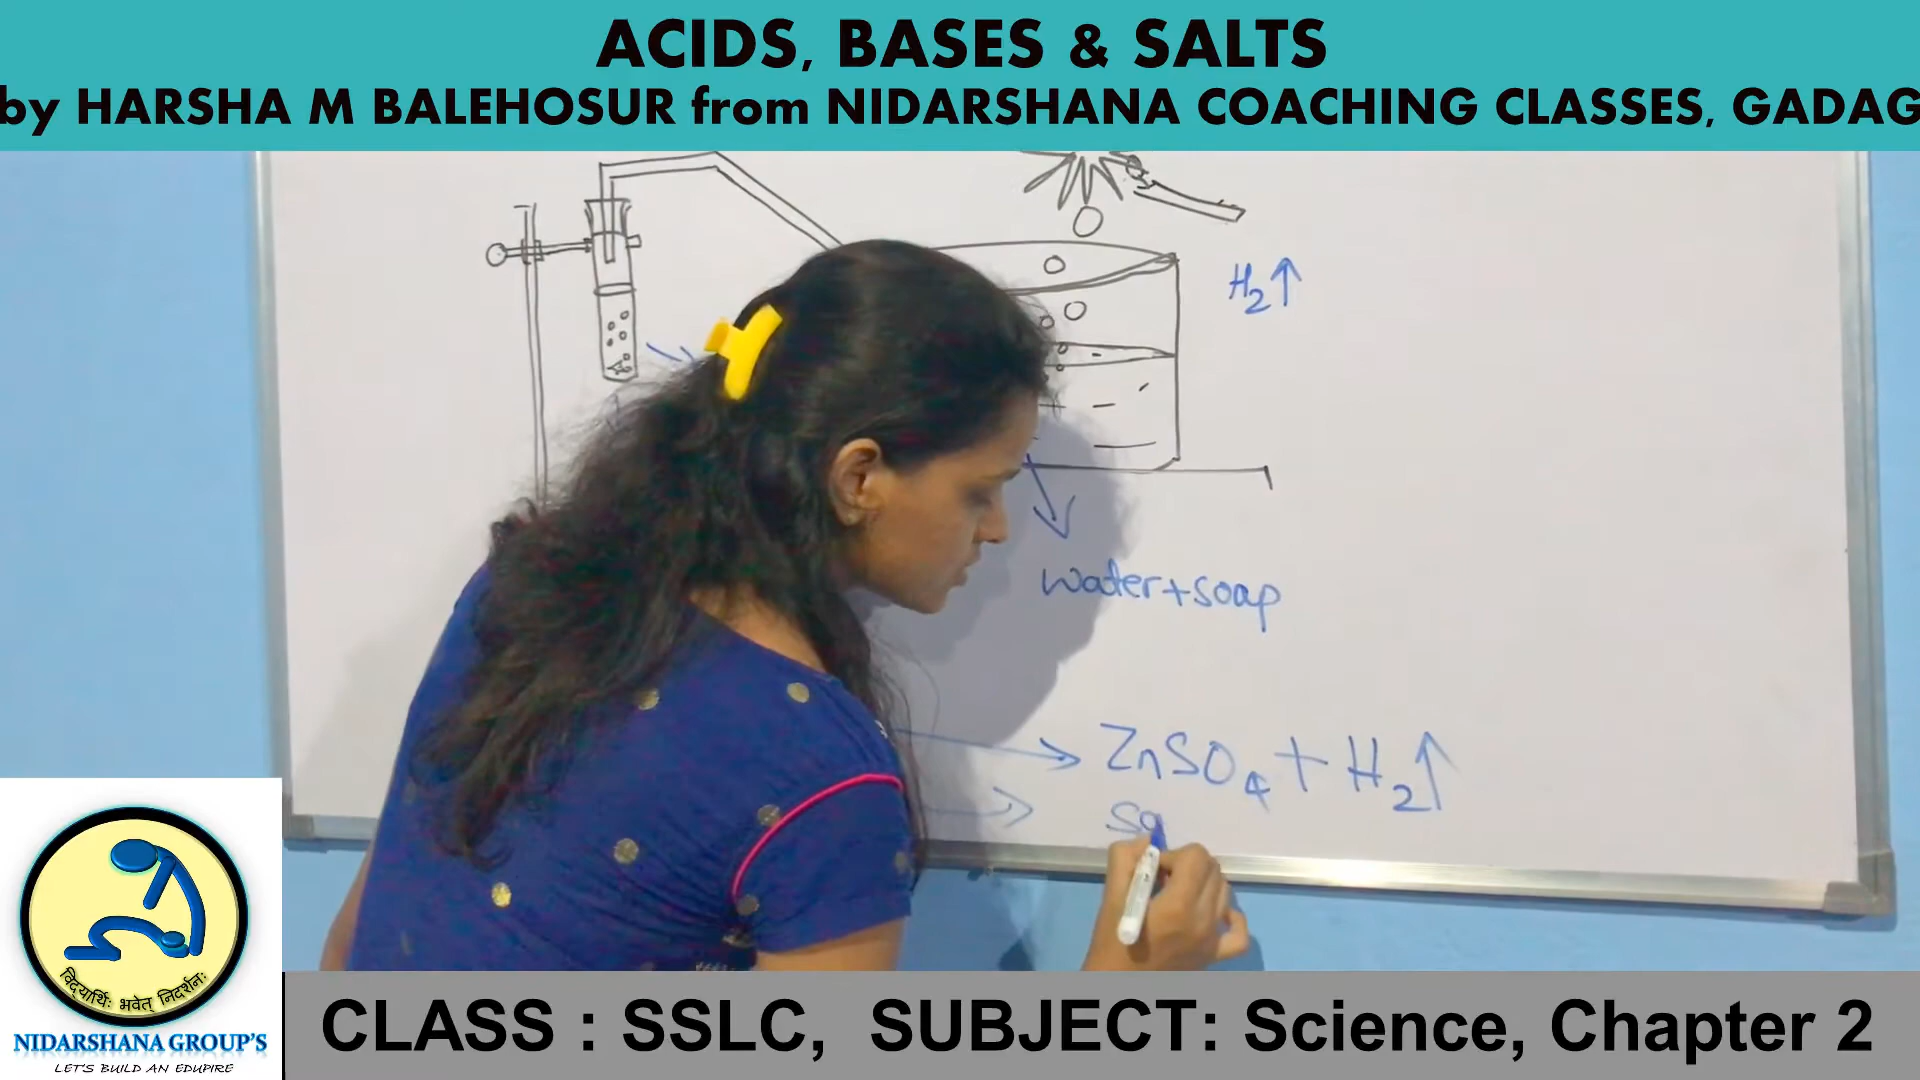 ACIDS, BASES & SALTS
by HARSHA M BALEHOSUR from NIDARSHANA COACHING CLASSES, GADAG
H₂↑
water+soap
→ ZnSO₄ + H₂↑
→ Sa
विद्यार्थिः भवेत् निदर्शनः
NIDARSHANA GROUP'S
LET'S BUILD AN EDUPIRE
CLASS : SSLC, SUBJECT: Science, Chapter 2